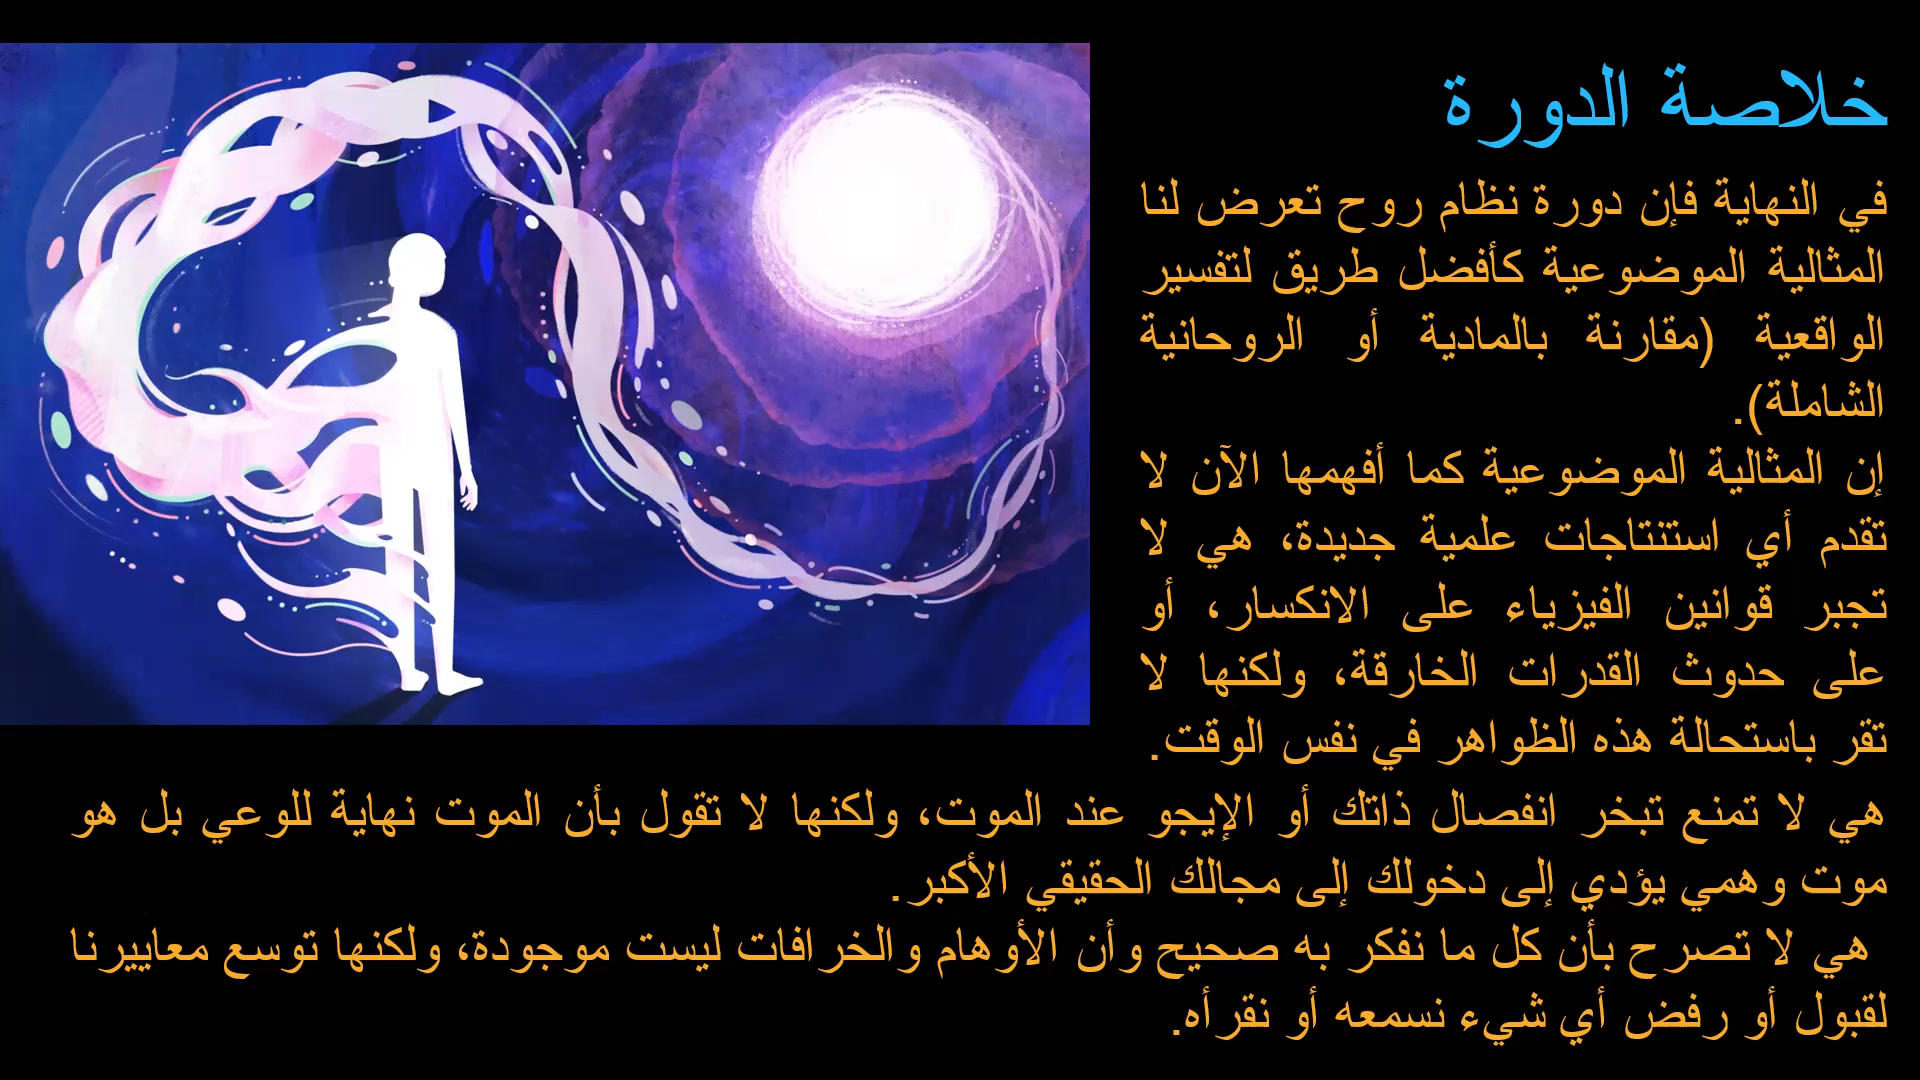 خلاصة الدورة
في النهاية فإن دورة نظام روح تعرض لنا
المثالية الموضوعية كأفضل طريق لتفسير
الواقعية (مقارنة بالمادية أو الروحانية
الشاملة).
إن المثالية الموضوعية كما أفهمها الآن لا
تقدم أي استنتاجات علمية جديدة، هي لا
تجبر قوانين الفيزياء على الانكسار، أو
على حدوث القدرات الخارقة، ولكنها لا
تقر باستحالة هذه الظواهر في نفس الوقت.
هي لا تمنع تبخر انفصال ذاتك أو الإيجو عند الموت، ولكنها لا تقول بأن الموت نهاية للوعي بل هو
موت وهمي يؤدي إلى دخولك إلى مجالك الحقيقي الأكبر.
هي لا تصرح بأن كل ما نفكر به صحيح وأن الأوهام والخرافات ليست موجودة، ولكنها توسع معاييرنا
لقبول أو رفض أي شيء نسمعه أو نقرأه.